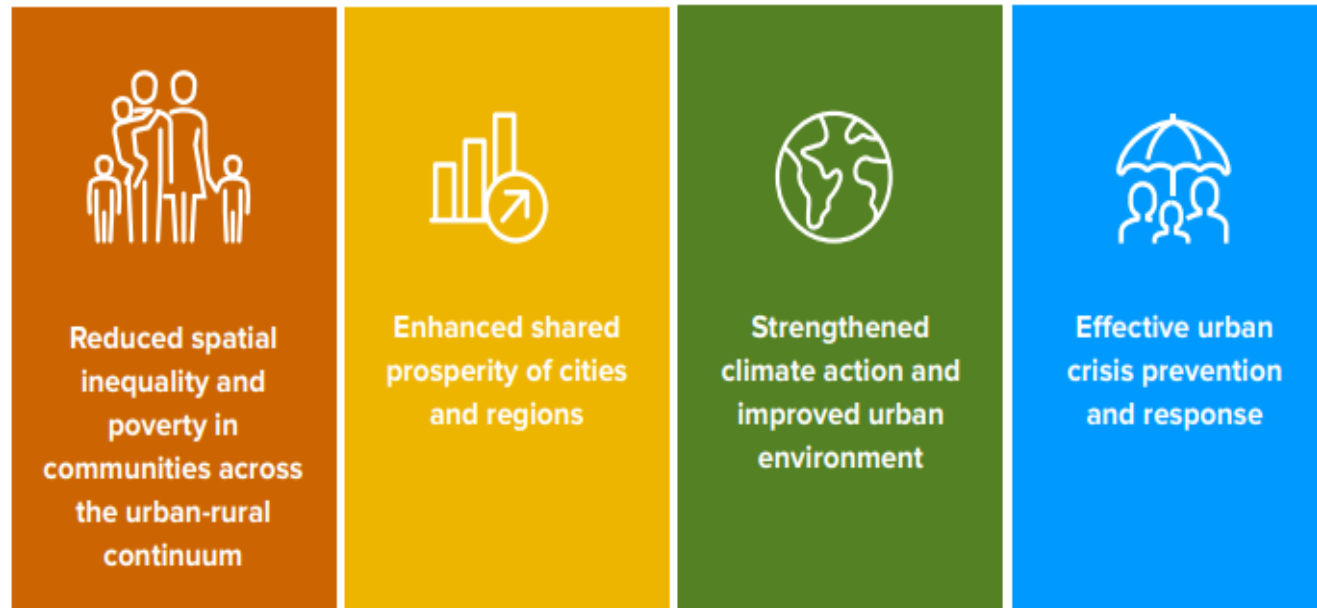 Reduced spatial
inequality and
poverty in
communities across
the urban-rural
continuum
Enhanced shared
prosperity of cities
and regions
Strengthened
climate action and
improved urban
environment
Effective urban
crisis prevention
and response